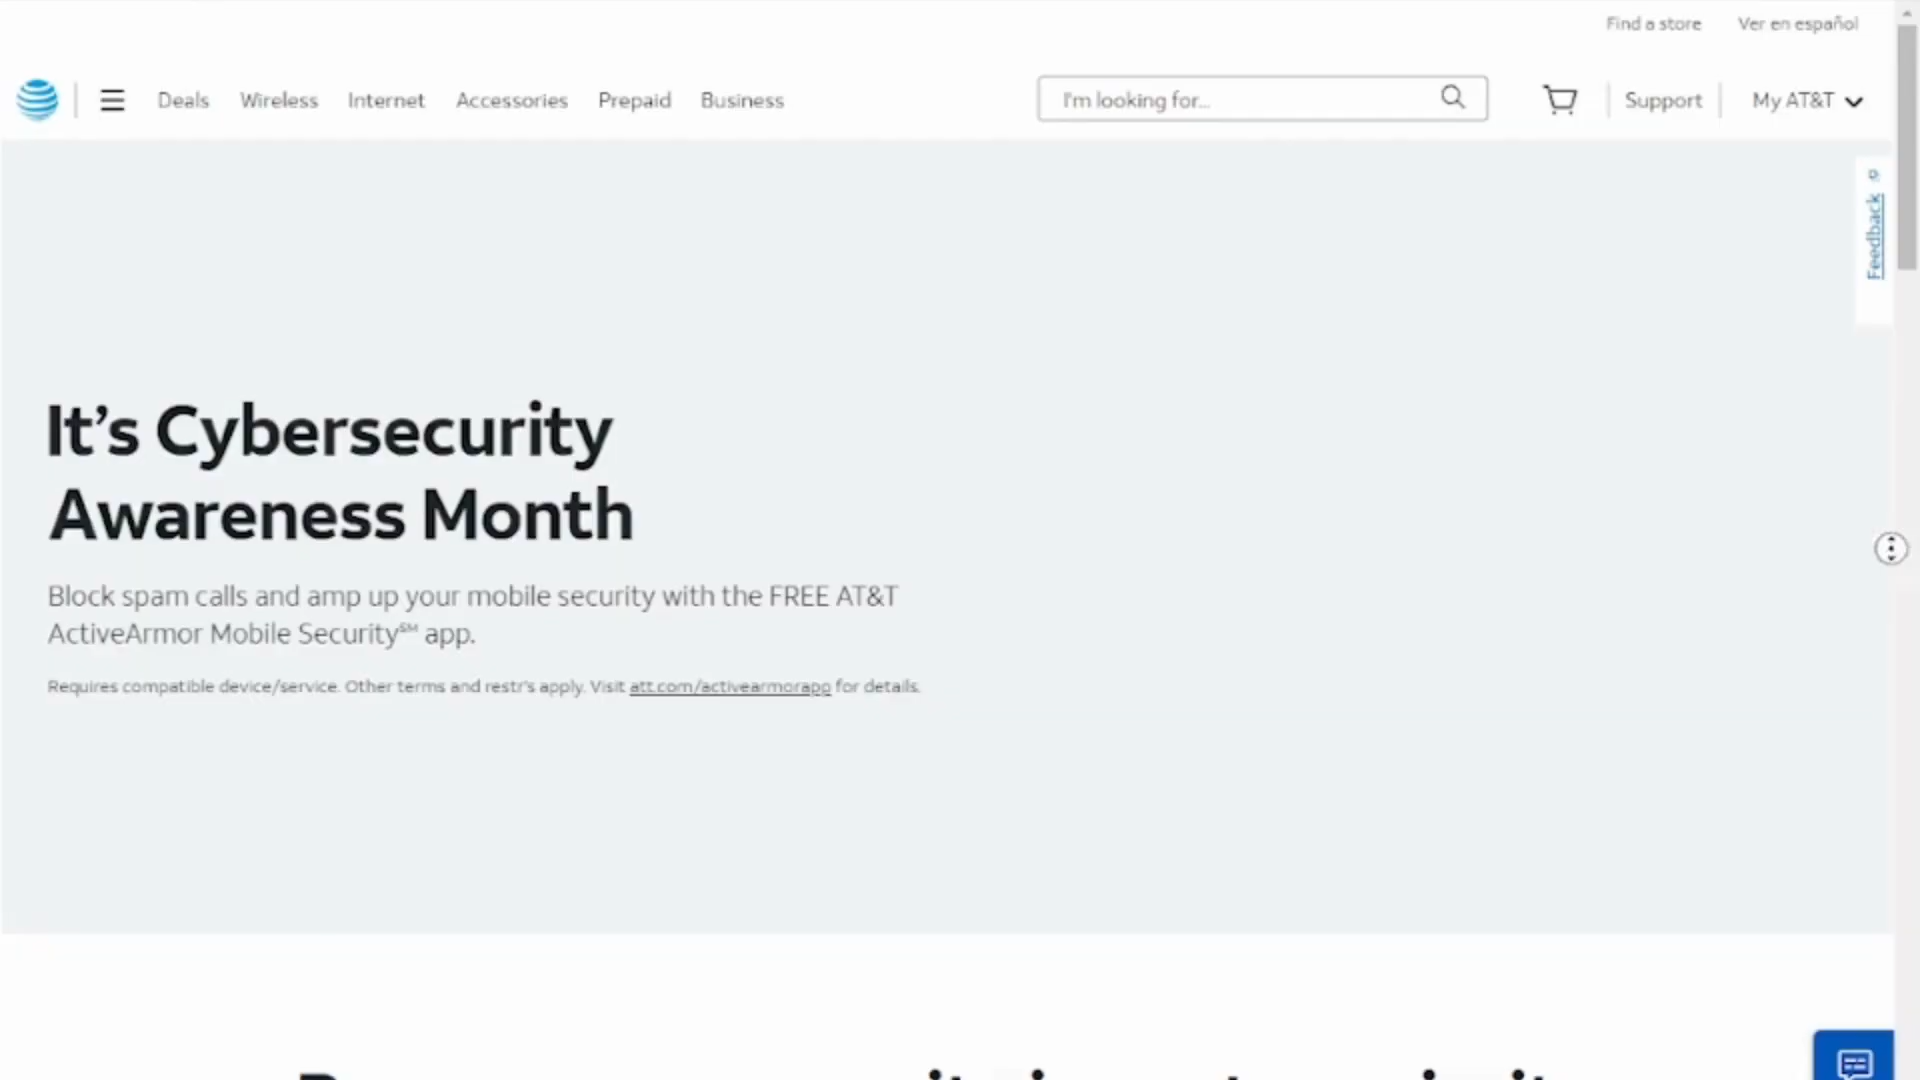 Find a store Ver en español
Deals Wireless Internet Accessories Prepaid Business I'm looking for... Support My AT&T
Feedback
It’s Cybersecurity
Awareness Month
Block spam calls and amp up your mobile security with the FREE AT&T
ActiveArmor Mobile Security℠ app.
Requires compatible device/service. Other terms and restr's apply. Visit att.com/activearmorapp for details.